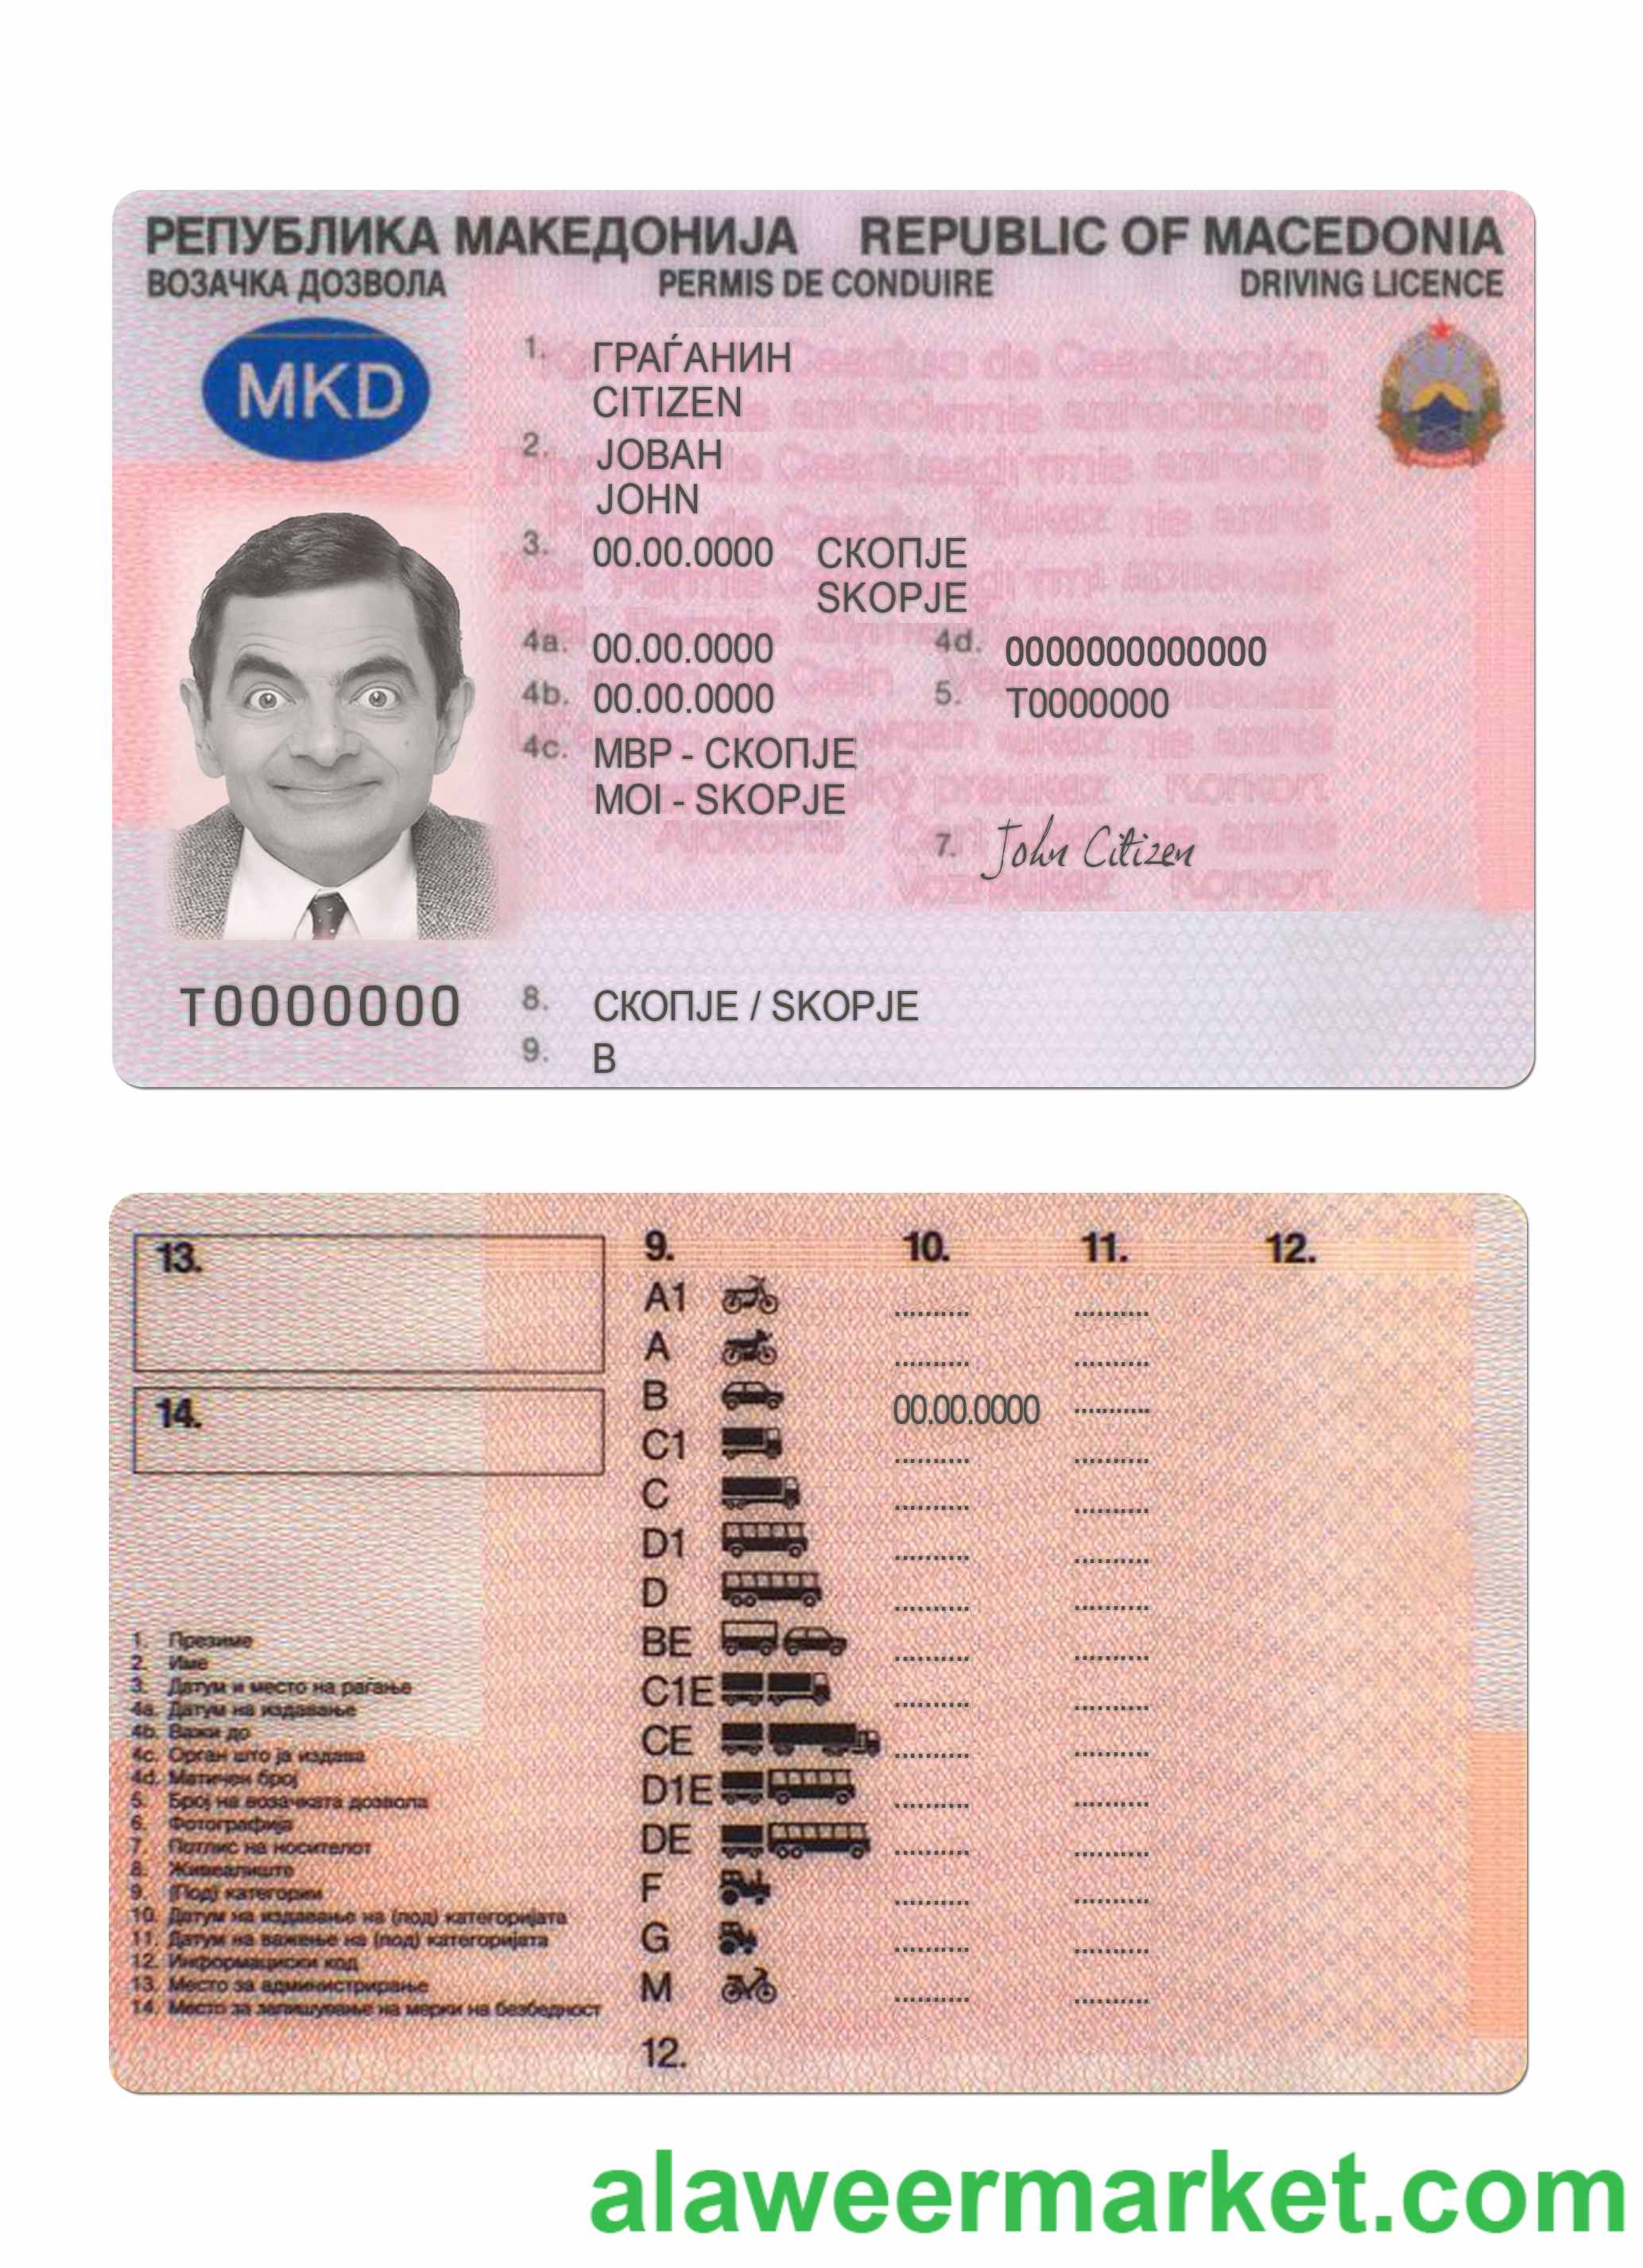 РЕПУБЛИКА МАКЕДОНИЈА REPUBLIC OF MACEDONIA
ВОЗАЧКА ДОЗВОЛА PERMIS DE CONDUIRE DRIVING LICENCE
MKD
1. ГРАЃАНИН
CITIZEN
2. ЈОВАН
JOHN
3. 00.00.0000 СКОПЈЕ
SKOPJE
4a. 00.00.0000 4d. 0000000000000
4b. 00.00.0000 5. T0000000
4c. МВР - СКОПЈЕ
MOI - SKOPJE
7. John Citizen
T0000000 8. СКОПЈЕ / SKOPJE
9. B
13.
14.
9. 10. 11. 12.
A1
A
B 00.00.0000
C1
C
D1
D
BE
C1E
CE
D1E
DE
F
G
M
12.
1. Презиме
2. Име
3. Датум и место на раѓање
4a. Датум на издавање
4b. Важи до
4c. Орган што ја издава
4d. Матичен број
5. Број на возачката дозвола
6. Фотографија
7. Потпис на носителот
8. Живеалиште
9. (Под) категории
10. Датум на издавање на (под) категоријата
11. Датум на важење на (под) категоријата
12. Информациски код
13. Место за администрирање
14. Место за запишување на мерки на безбедност
alaweermarket.com